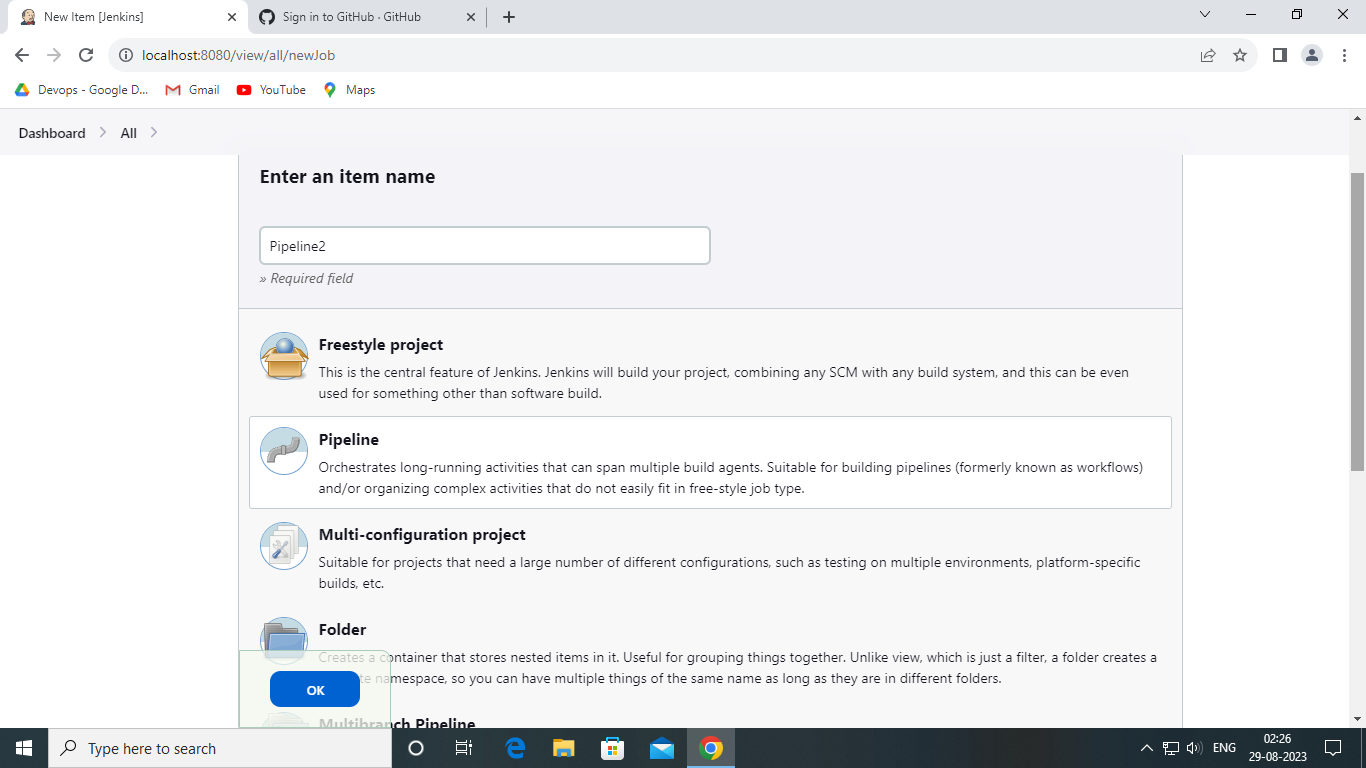 New Item [Jenkins]
Sign in to GitHub · GitHub
localhost:8080/view/all/newJob
Devops - Google D...
Gmail
YouTube
Maps
Dashboard
All
Enter an item name
Pipeline2
» Required field
Freestyle project
This is the central feature of Jenkins. Jenkins will build your project, combining any SCM with any build system, and this can be even
used for something other than software build.
Pipeline
Orchestrates long-running activities that can span multiple build agents. Suitable for building pipelines (formerly known as workflows)
and/or organizing complex activities that do not easily fit in free-style job type.
Multi-configuration project
Suitable for projects that need a large number of different configurations, such as testing on multiple environments, platform-specific
builds, etc.
Folder
Creates a container that stores nested items in it. Useful for grouping things together. Unlike view, which is just a filter, a folder creates a
namespace, so you can have multiple things of the same name as long as they are in different folders.
OK
Multibranch Pipeline
Type here to search
ENG
02:26
29-08-2023